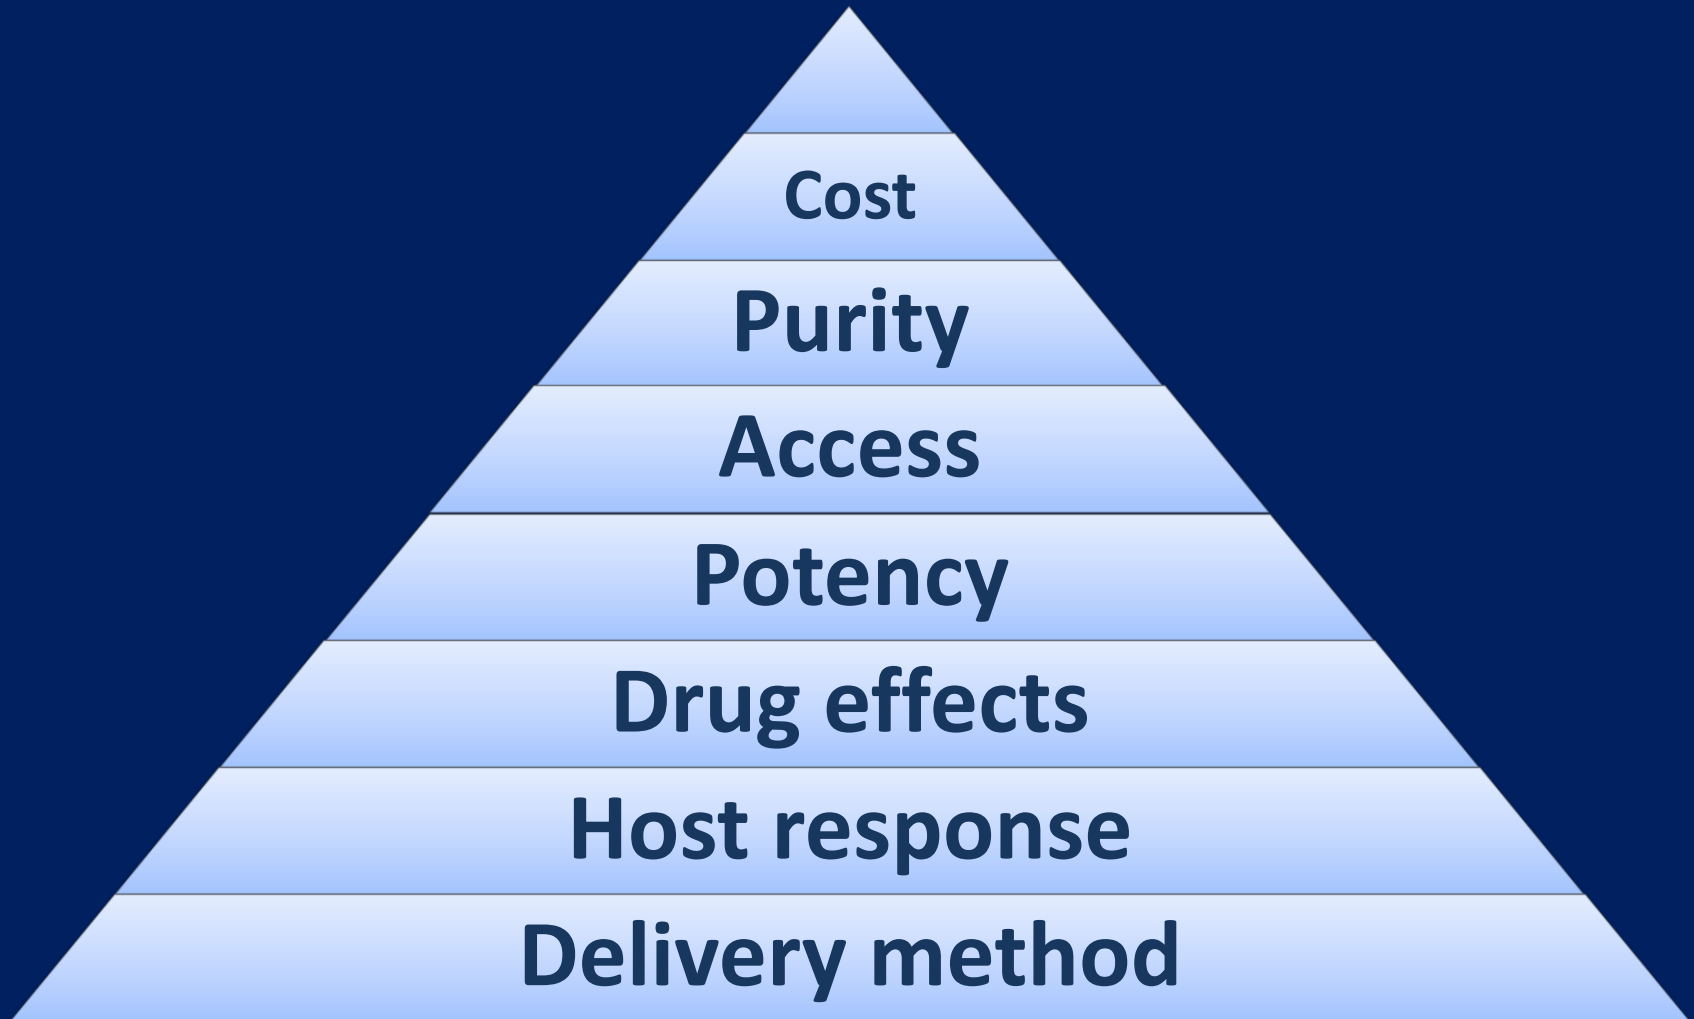 Cost
Purity
Access
Potency
Drug effects
Host response
Delivery method